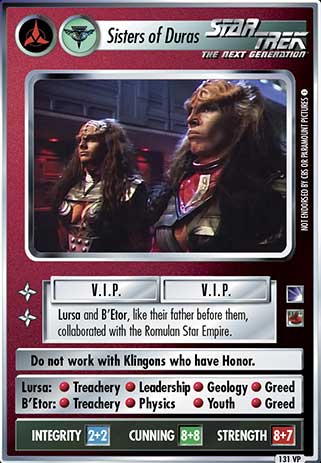 Sisters of Duras
STAR TREK
THE NEXT GENERATION®
NOT ENDORSED BY CBS OR PARAMOUNT PICTURES
V.I.P. V.I.P.
Lursa and B'Etor, like their father before them,
collaborated with the Romulan Star Empire.
Do not work with Klingons who have Honor.
Lursa: Treachery Leadership Geology Greed
B'Etor: Treachery Physics Youth Greed
INTEGRITY 2+2 CUNNING 8+8 STRENGTH 8+7
131 VP